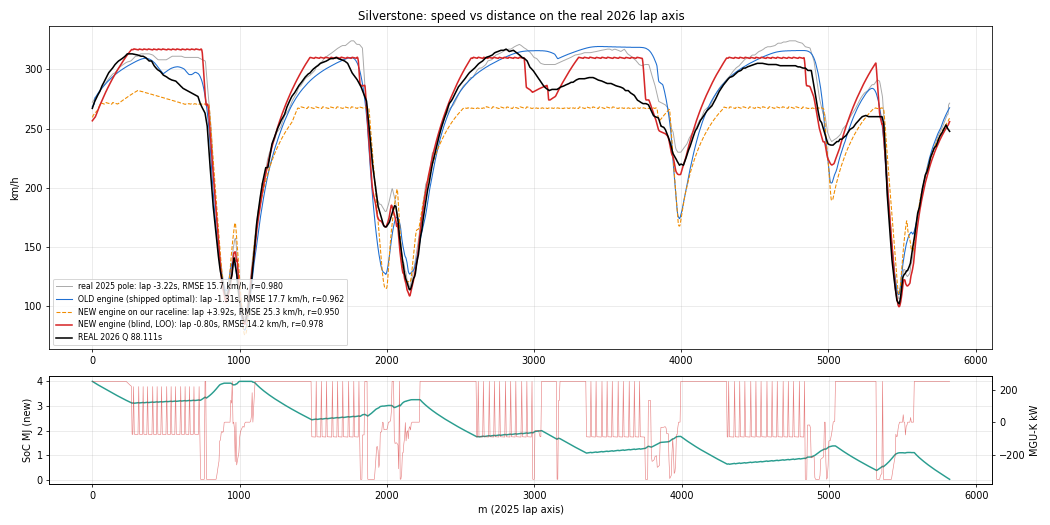 Silverstone: speed vs distance on the real 2026 lap axis
300
250
200
150
100
km/h
real 2025 pole: lap -3.22s, RMSE 15.7 km/h, r=0.980
OLD engine (shipped optimal): lap -1.31s, RMSE 17.7 km/h, r=0.962
NEW engine on our raceline: lap +3.92s, RMSE 25.3 km/h, r=0.950
NEW engine (blind, LOO): lap -0.80s, RMSE 14.2 km/h, r=0.978
REAL 2026 Q 88.111s
0 1000 2000 3000 4000 5000 6000
4
3
2
1
0
SoC MJ (new)
200
0
−200
MGU-K kW
0 1000 2000 3000 4000 5000 6000
m (2025 lap axis)